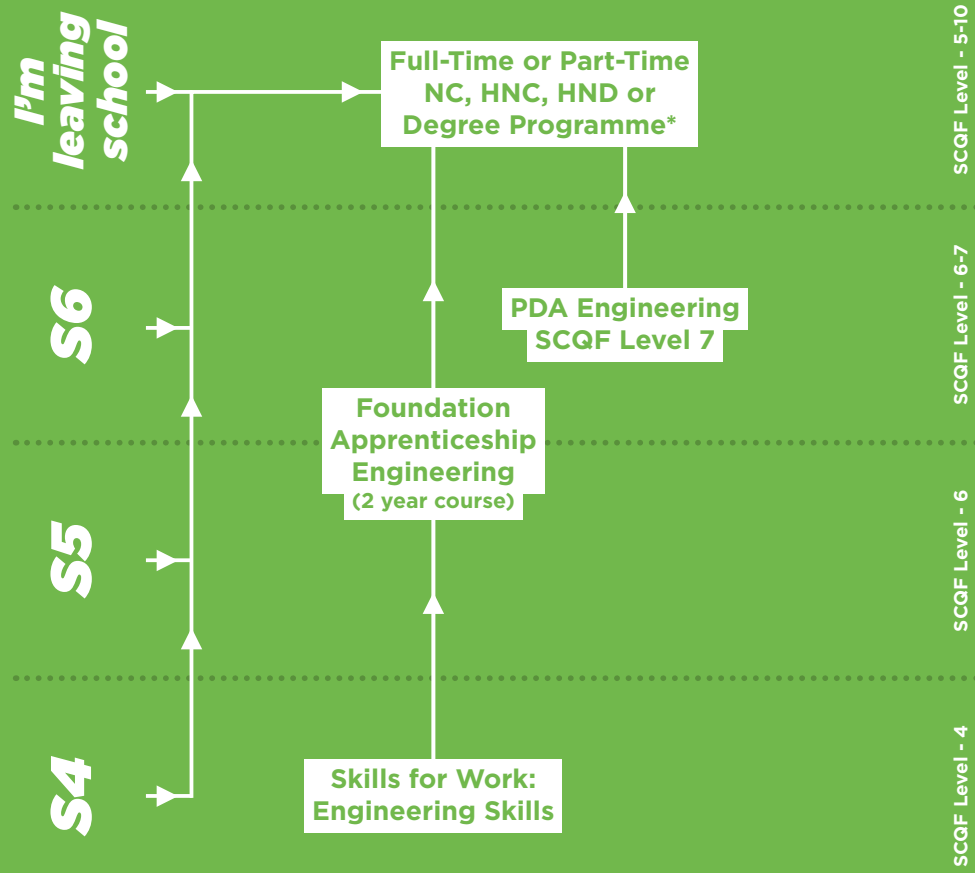 I'm
leaving
school
Full-Time or Part-Time
NC, HNC, HND or
Degree Programme*
SCQF Level - 5-10
S6
PDA Engineering
SCQF Level 7
SCQF Level - 6-7
Foundation
Apprenticeship
Engineering
(2 year course)
S5
SCQF Level - 6
S4
Skills for Work:
Engineering Skills
SCQF Level - 4